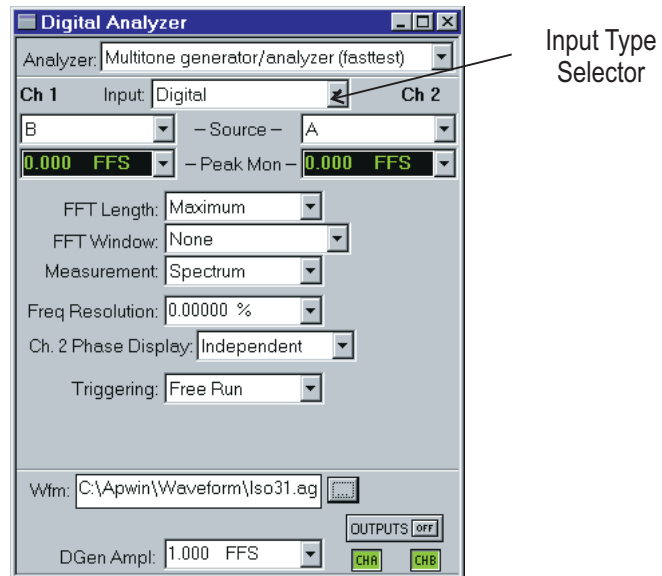 Digital Analyzer
Analyzer: Multitone generator/analyzer (fasttest)
Input Type
Selector
Ch 1 Input: Digital Ch 2
B – Source – A
0.000 FFS – Peak Mon – 0.000 FFS
FFT Length: Maximum
FFT Window: None
Measurement: Spectrum
Freq Resolution: 0.00000 %
Ch. 2 Phase Display: Independent
Triggering: Free Run
Wfm: C:\Apwin\Waveform\Iso31.ag ...
OUTPUTS OFF
DGen Ampl: 1.000 FFS CHA CHB